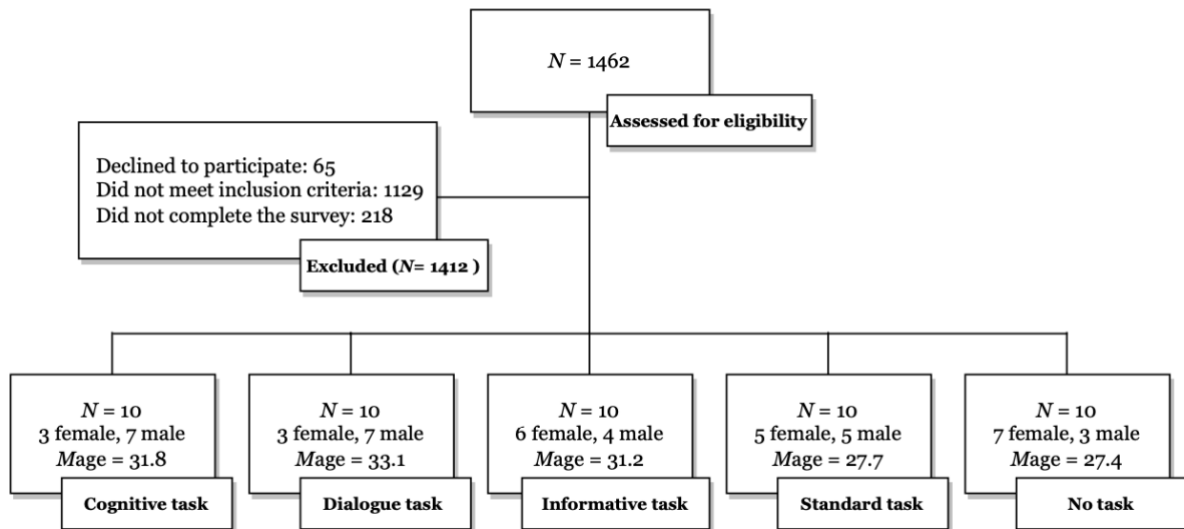 N = 1462
Assessed for eligibility
Declined to participate: 65
Did not meet inclusion criteria: 1129
Did not complete the survey: 218
Excluded (N= 1412 )
N = 10
3 female, 7 male
Mage = 31.8
Cognitive task
N = 10
3 female, 7 male
Mage = 33.1
Dialogue task
N = 10
6 female, 4 male
Mage = 31.2
Informative task
N = 10
5 female, 5 male
Mage = 27.7
Standard task
N = 10
7 female, 3 male
Mage = 27.4
No task